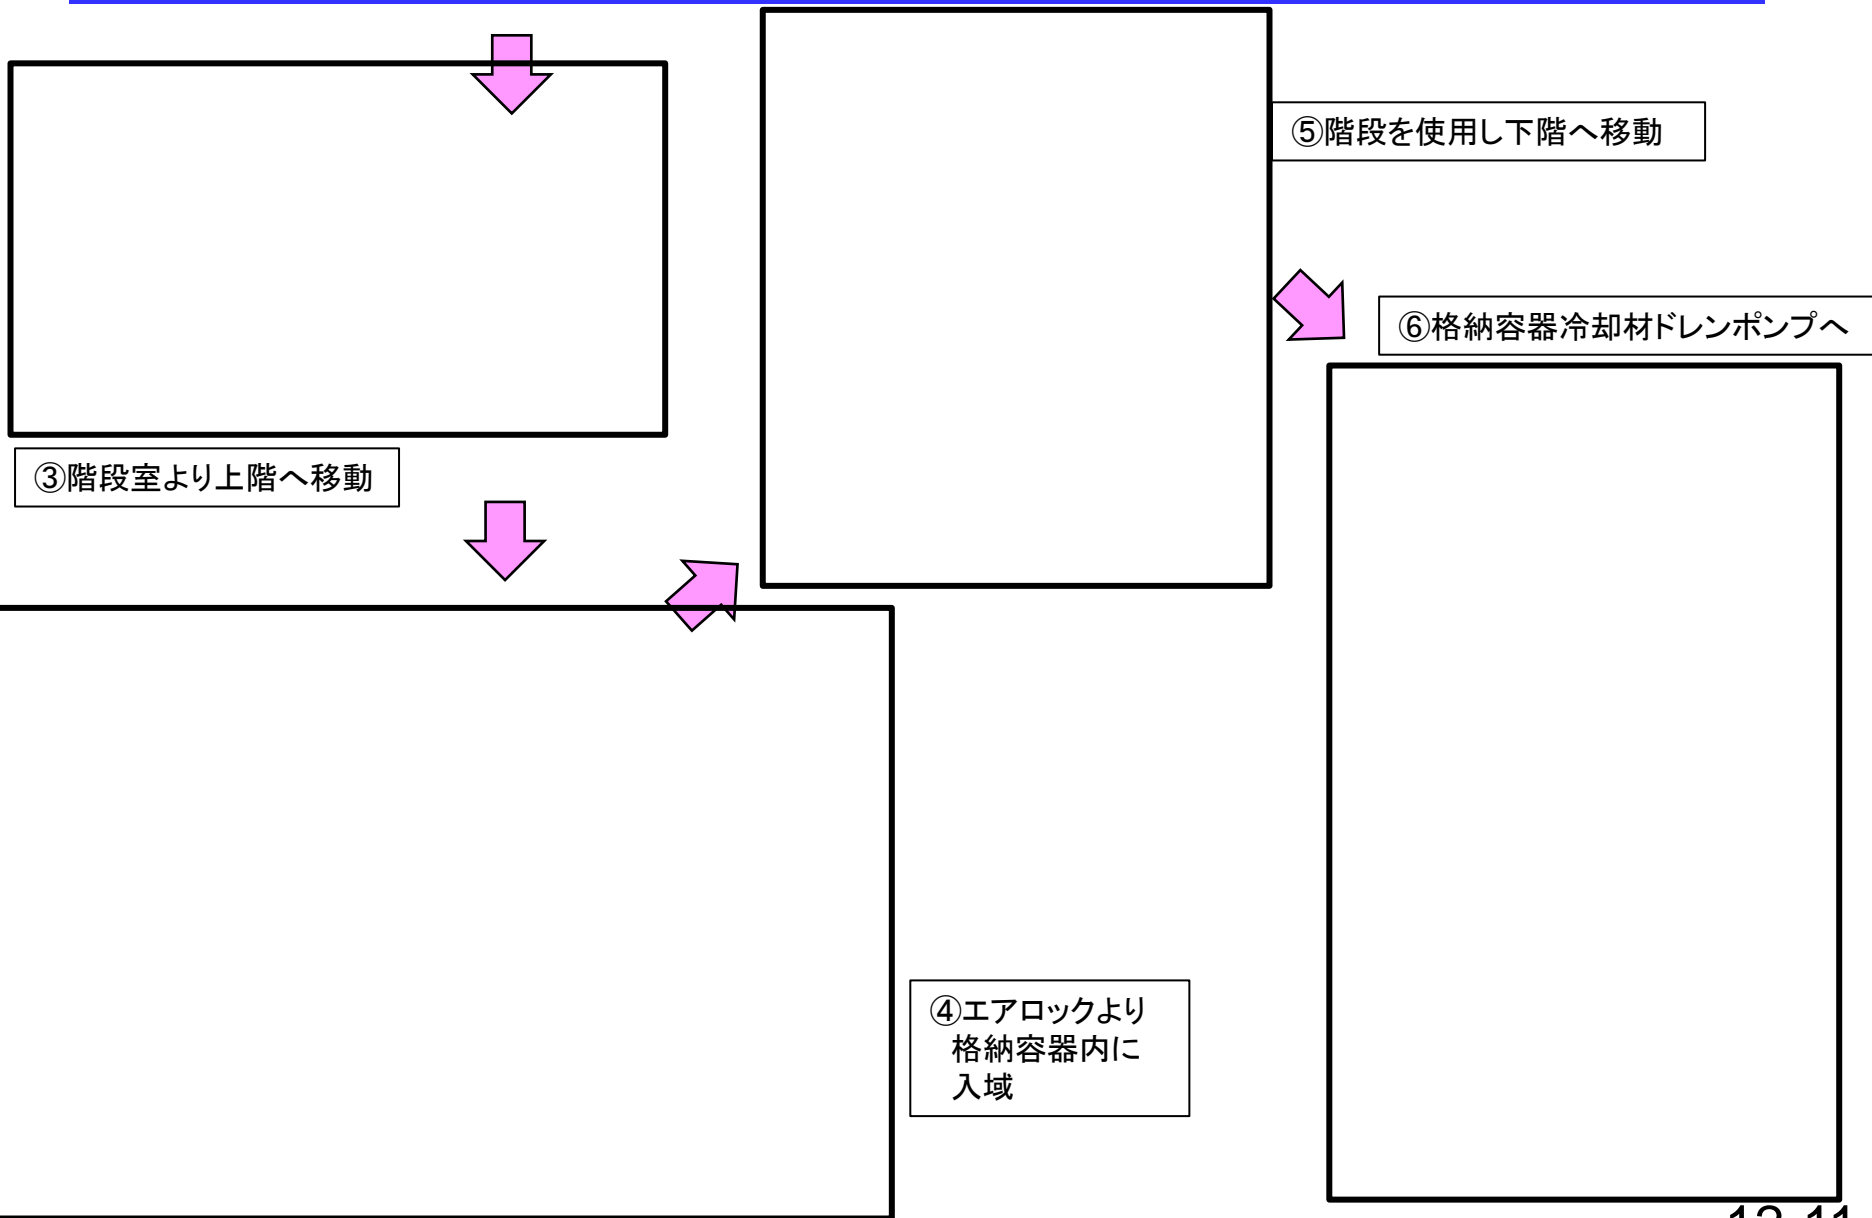 ③階段室より上階へ移動
④エアロックより
格納容器内に
入域
⑤階段を使用し下階へ移動
⑥格納容器冷却材ドレンポンプへ